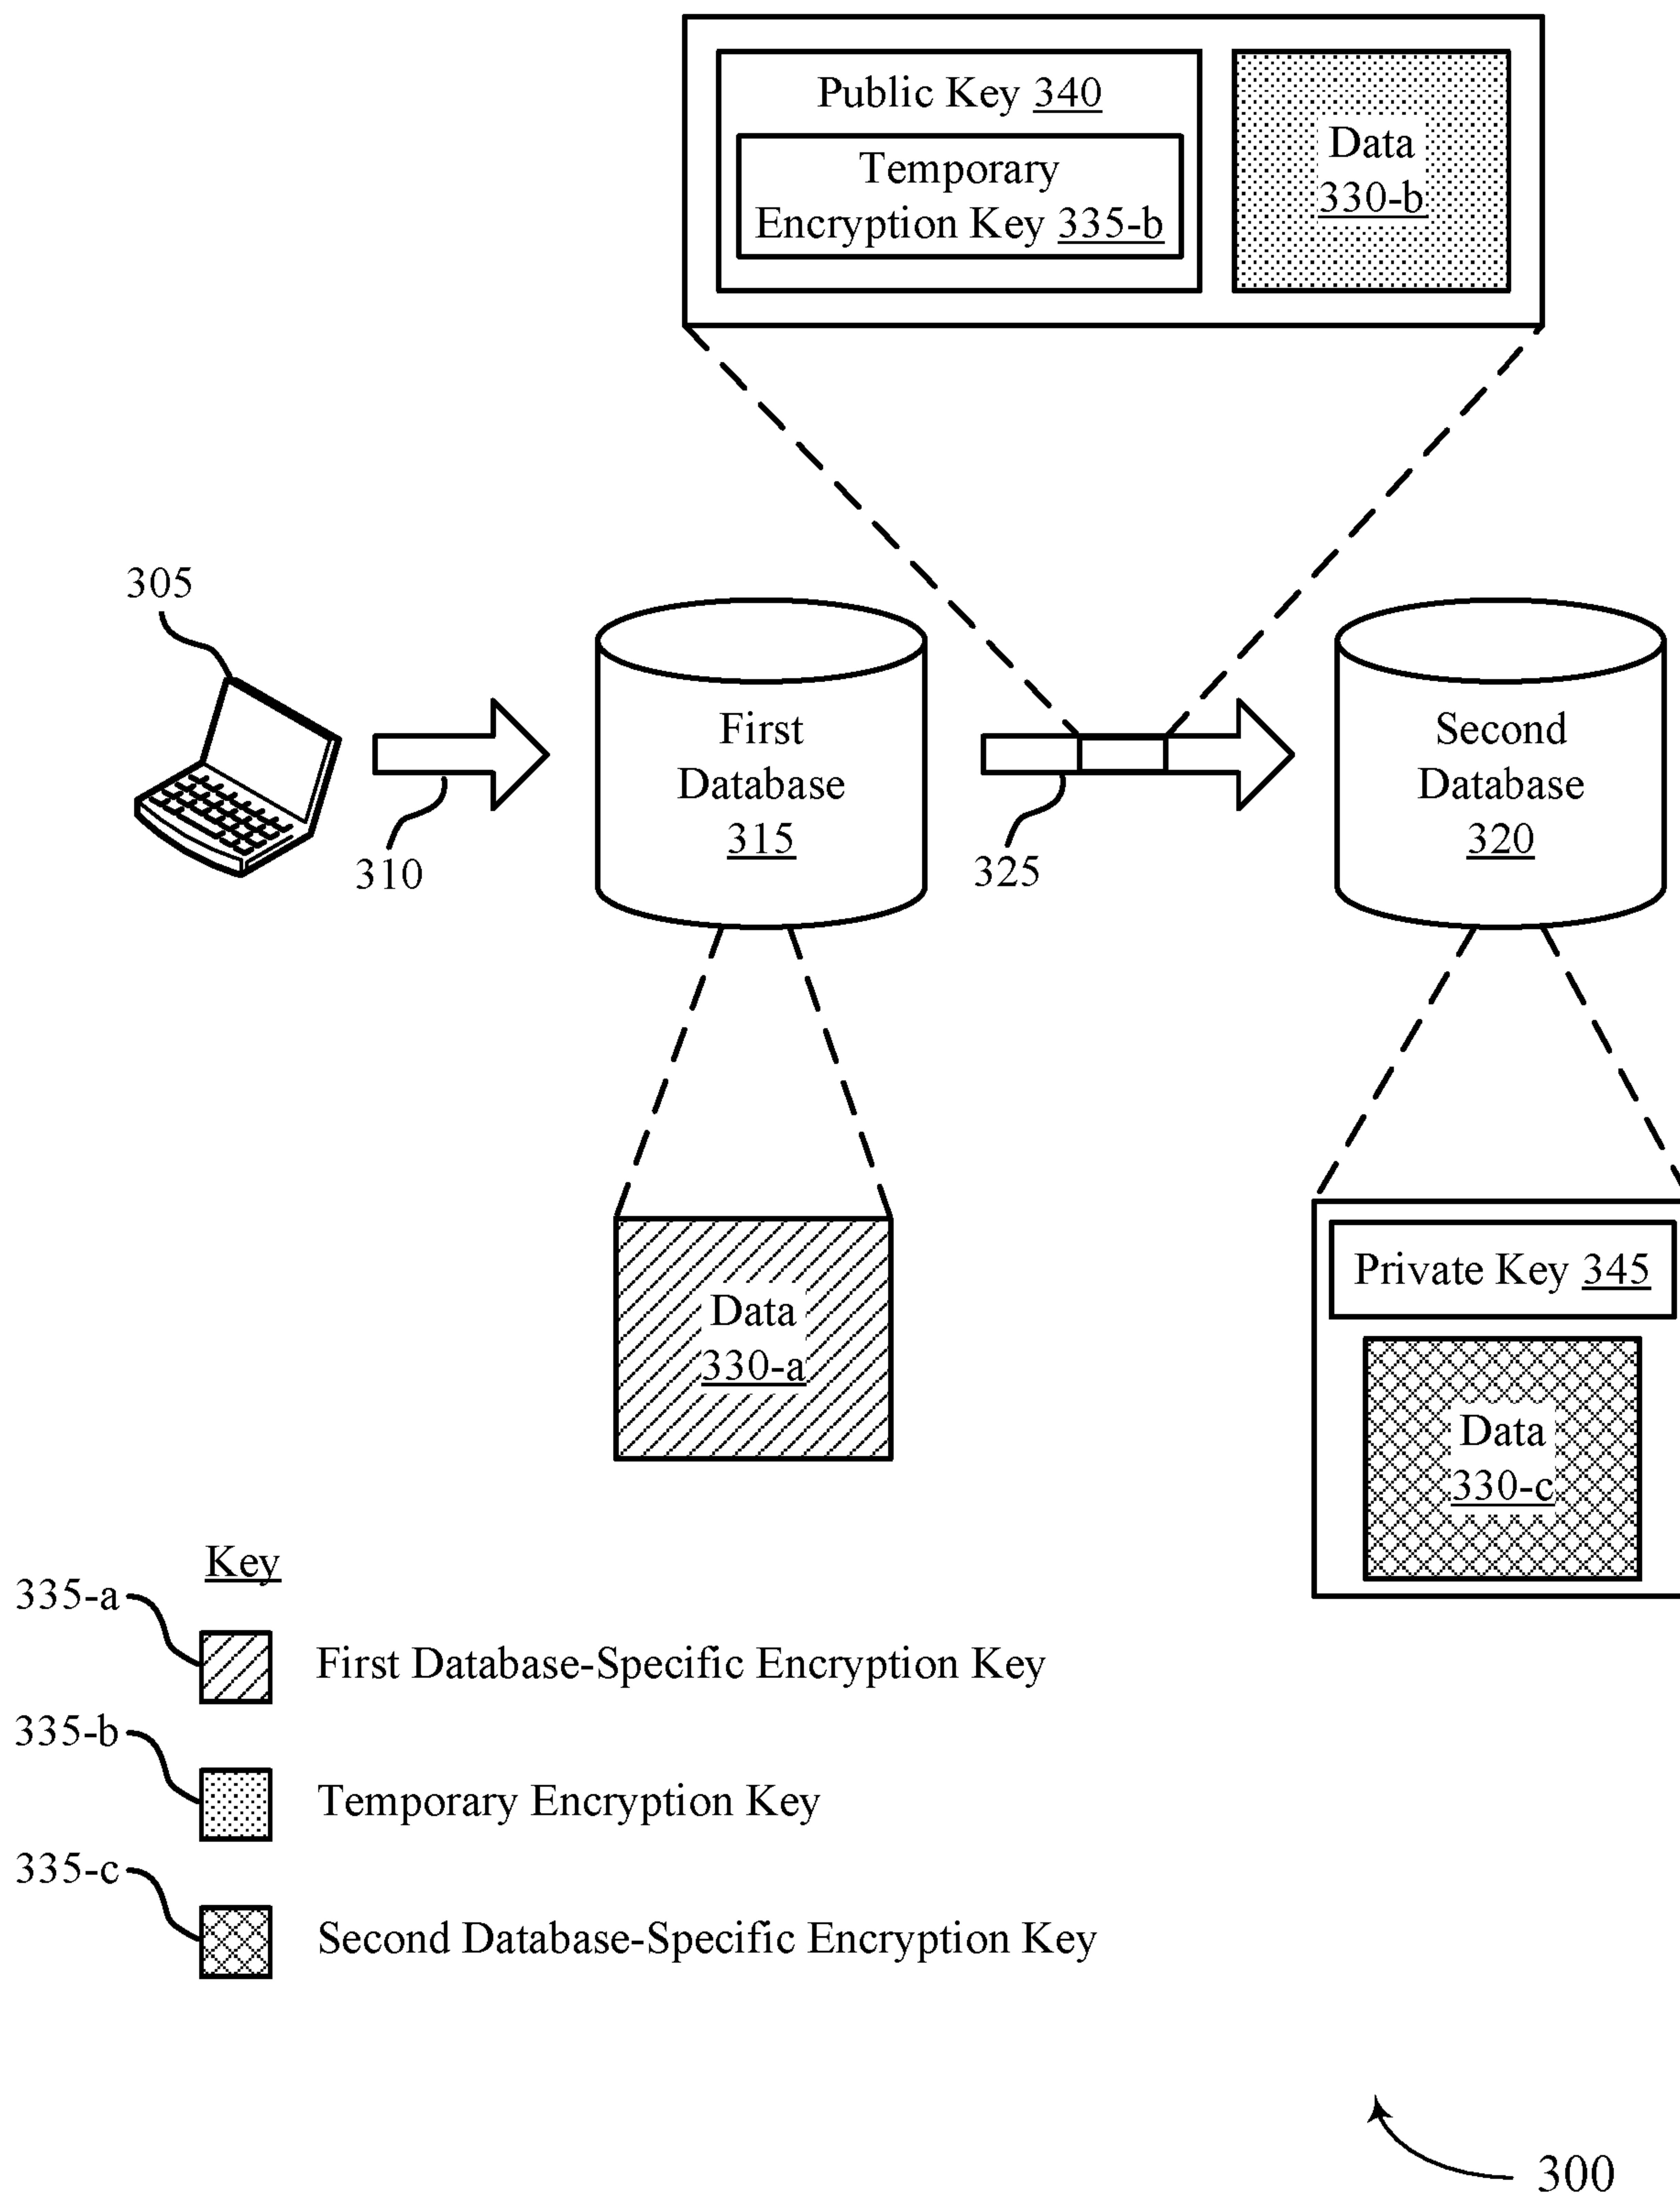 Public Key 340
Temporary
Encryption Key 335-b
Data
330-b
305
310
First
Database
315
325
Second
Database
320
Data
330-a
Private Key 345
Data
330-c
Key
335-a
First Database-Specific Encryption Key
335-b
Temporary Encryption Key
335-c
Second Database-Specific Encryption Key
300